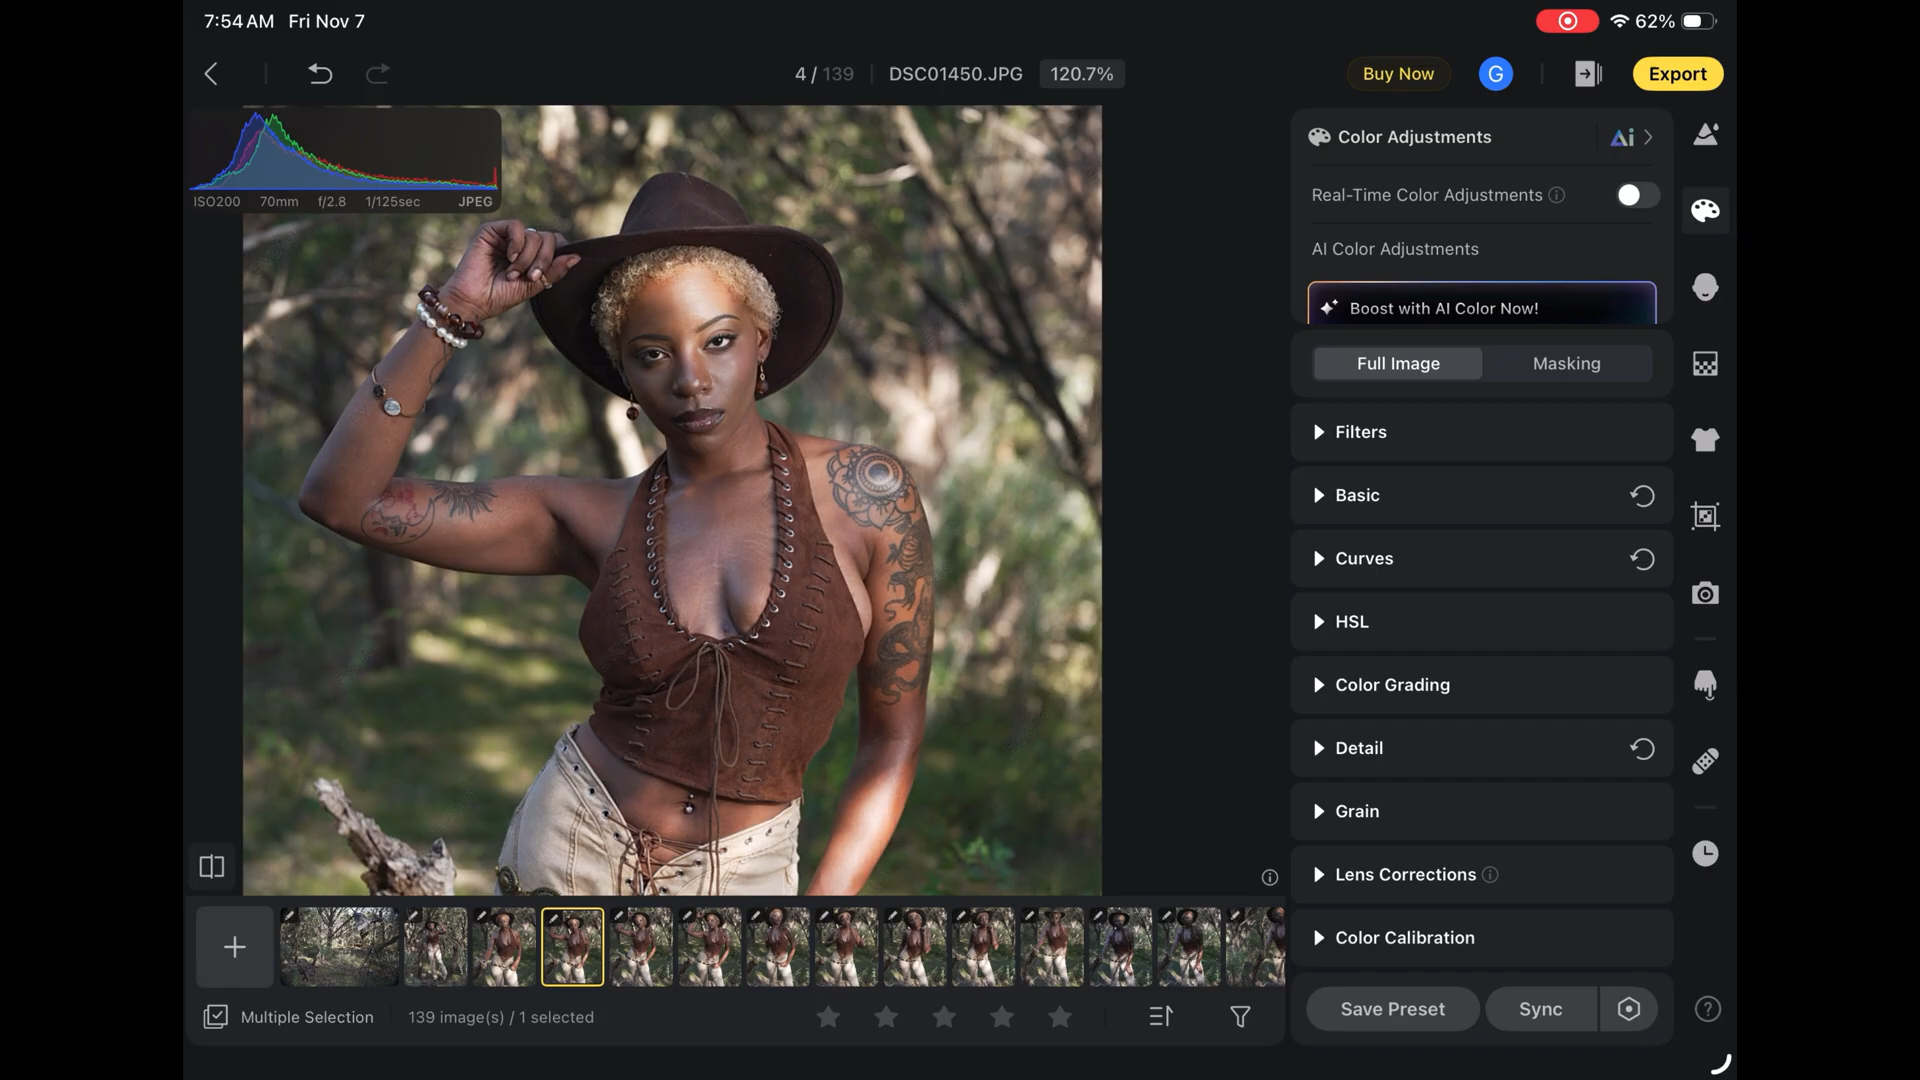 7:54 AM Fri Nov 7
62%
4 / 139 DSC01450.JPG 120.7%
Buy Now
G
Export
ISO200 70mm f/2.8 1/125sec JPEG
Color Adjustments
Ai
Real-Time Color Adjustments
AI Color Adjustments
Boost with AI Color Now!
Full Image Masking
Filters
Basic
Curves
HSL
Color Grading
Detail
Grain
Lens Corrections
Color Calibration
Save Preset Sync
Multiple Selection 139 image(s) / 1 selected